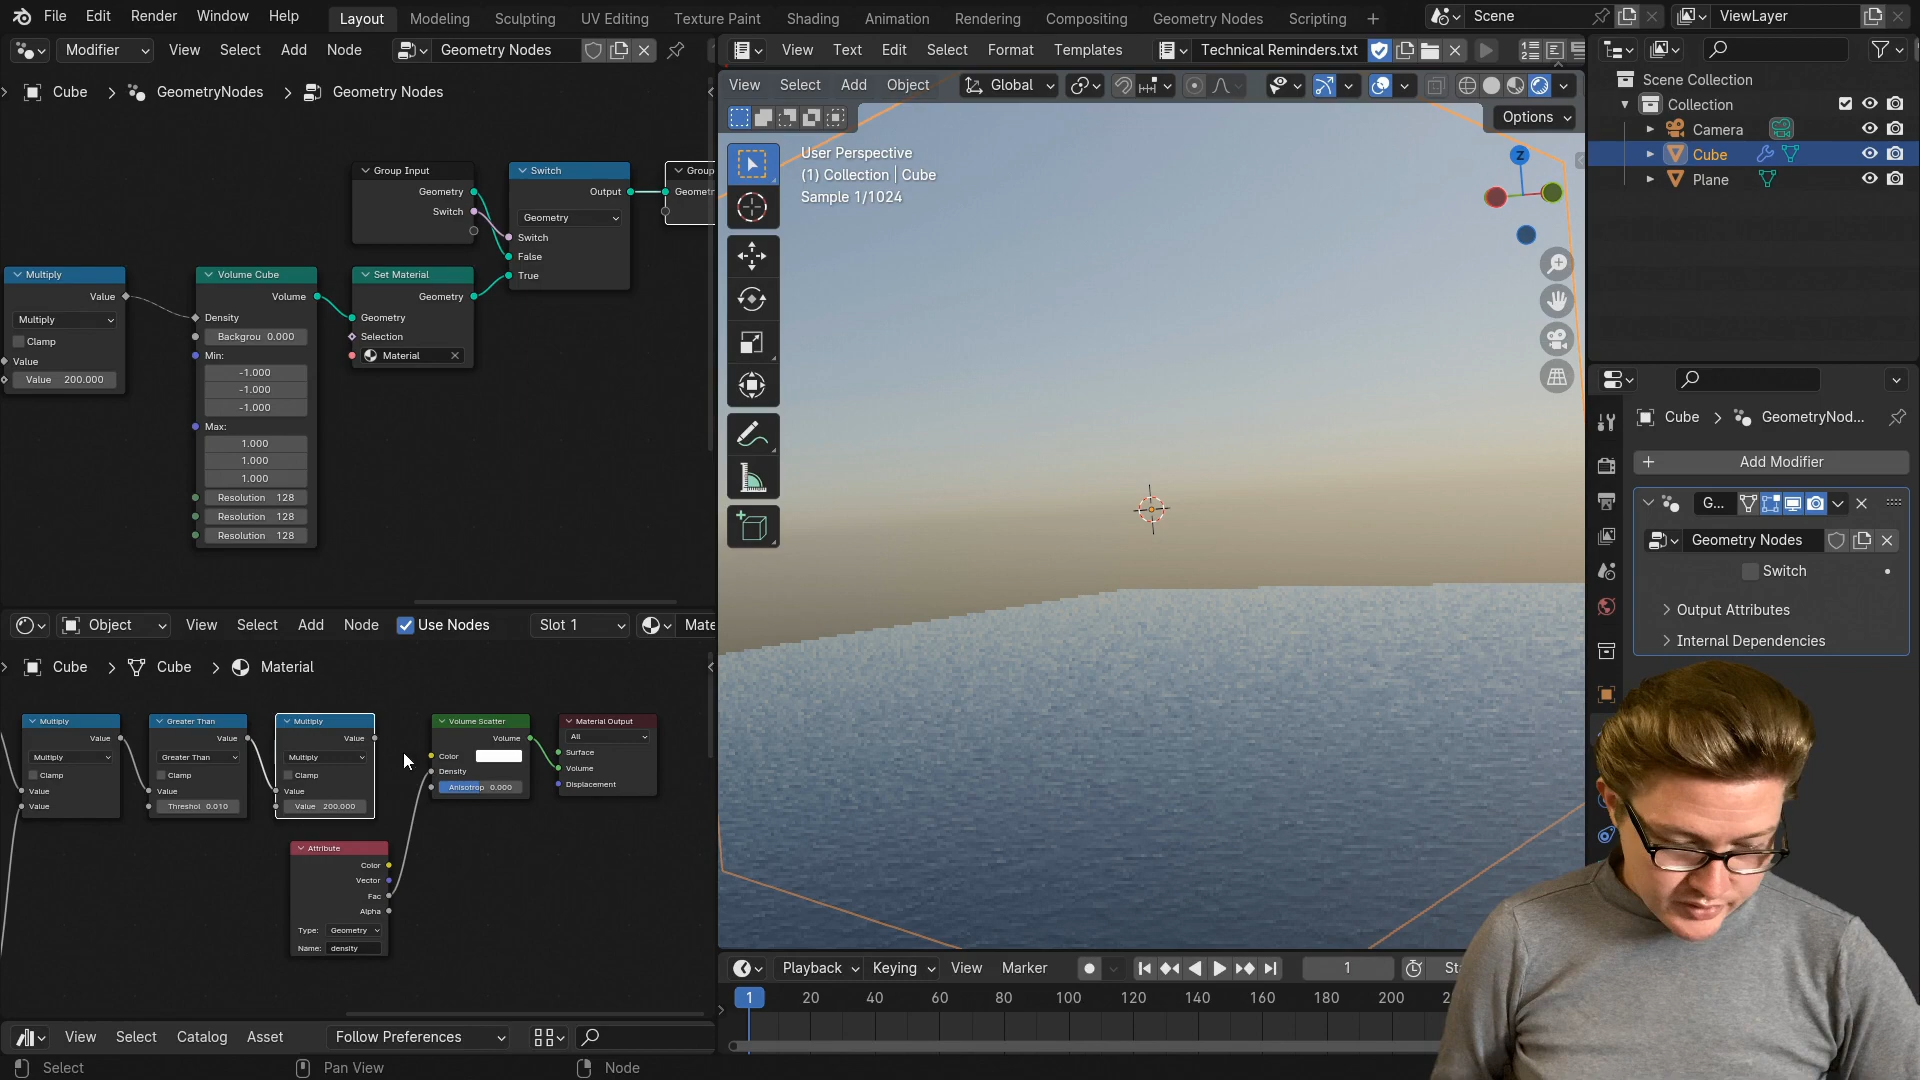 File Edit Render Window Help Layout Modeling Sculpting UV Editing Texture Paint Shading Animation Rendering Compositing Geometry Nodes Scripting Scene ViewLayer
Modifier View Select Add Node Geometry Nodes
View Text Edit Select Format Templates Technical Reminders.txt
View Select Add Object Global
Options
Cube GeometryNodes Geometry Nodes
User Perspective
(1) Collection | Cube
Sample 1/1024
Z
Scene Collection
Collection
Camera
Cube
Plane
Group Input
Geometry
Switch
Switch
Output
Geometry
Switch
False
True
Group
Geometr
Multiply
Value
Multiply
Clamp
Value
Value 200.000
Volume Cube
Volume
Density
Backgrou 0.000
Min:
-1.000
-1.000
-1.000
Max:
1.000
1.000
1.000
Resolution 128
Resolution 128
Resolution 128
Set Material
Geometry
Geometry
Selection
Material
Cube GeometryNod...
Add Modifier
G...
Geometry Nodes
Switch
Output Attributes
Internal Dependencies
Object View Select Add Node Use Nodes Slot 1 Mate
Cube Cube Material
Multiply
Value
Multiply
Clamp
Value
Value
Greater Than
Value
Greater Than
Clamp
Value
Threshol 0.010
Multiply
Value
Multiply
Clamp
Value
Value 200.000
Volume Scatter
Volume
Color
Density
Anisotrop 0.000
Material Output
All
Surface
Volume
Displacement
Attribute
Color
Vector
Fac
Alpha
Type: Geometry
Name: density
Playback Keying View Marker 1 St
1 20 40 60 80 100 120 140 160 180 200 2
View Select Catalog Asset Follow Preferences
Select Pan View Node